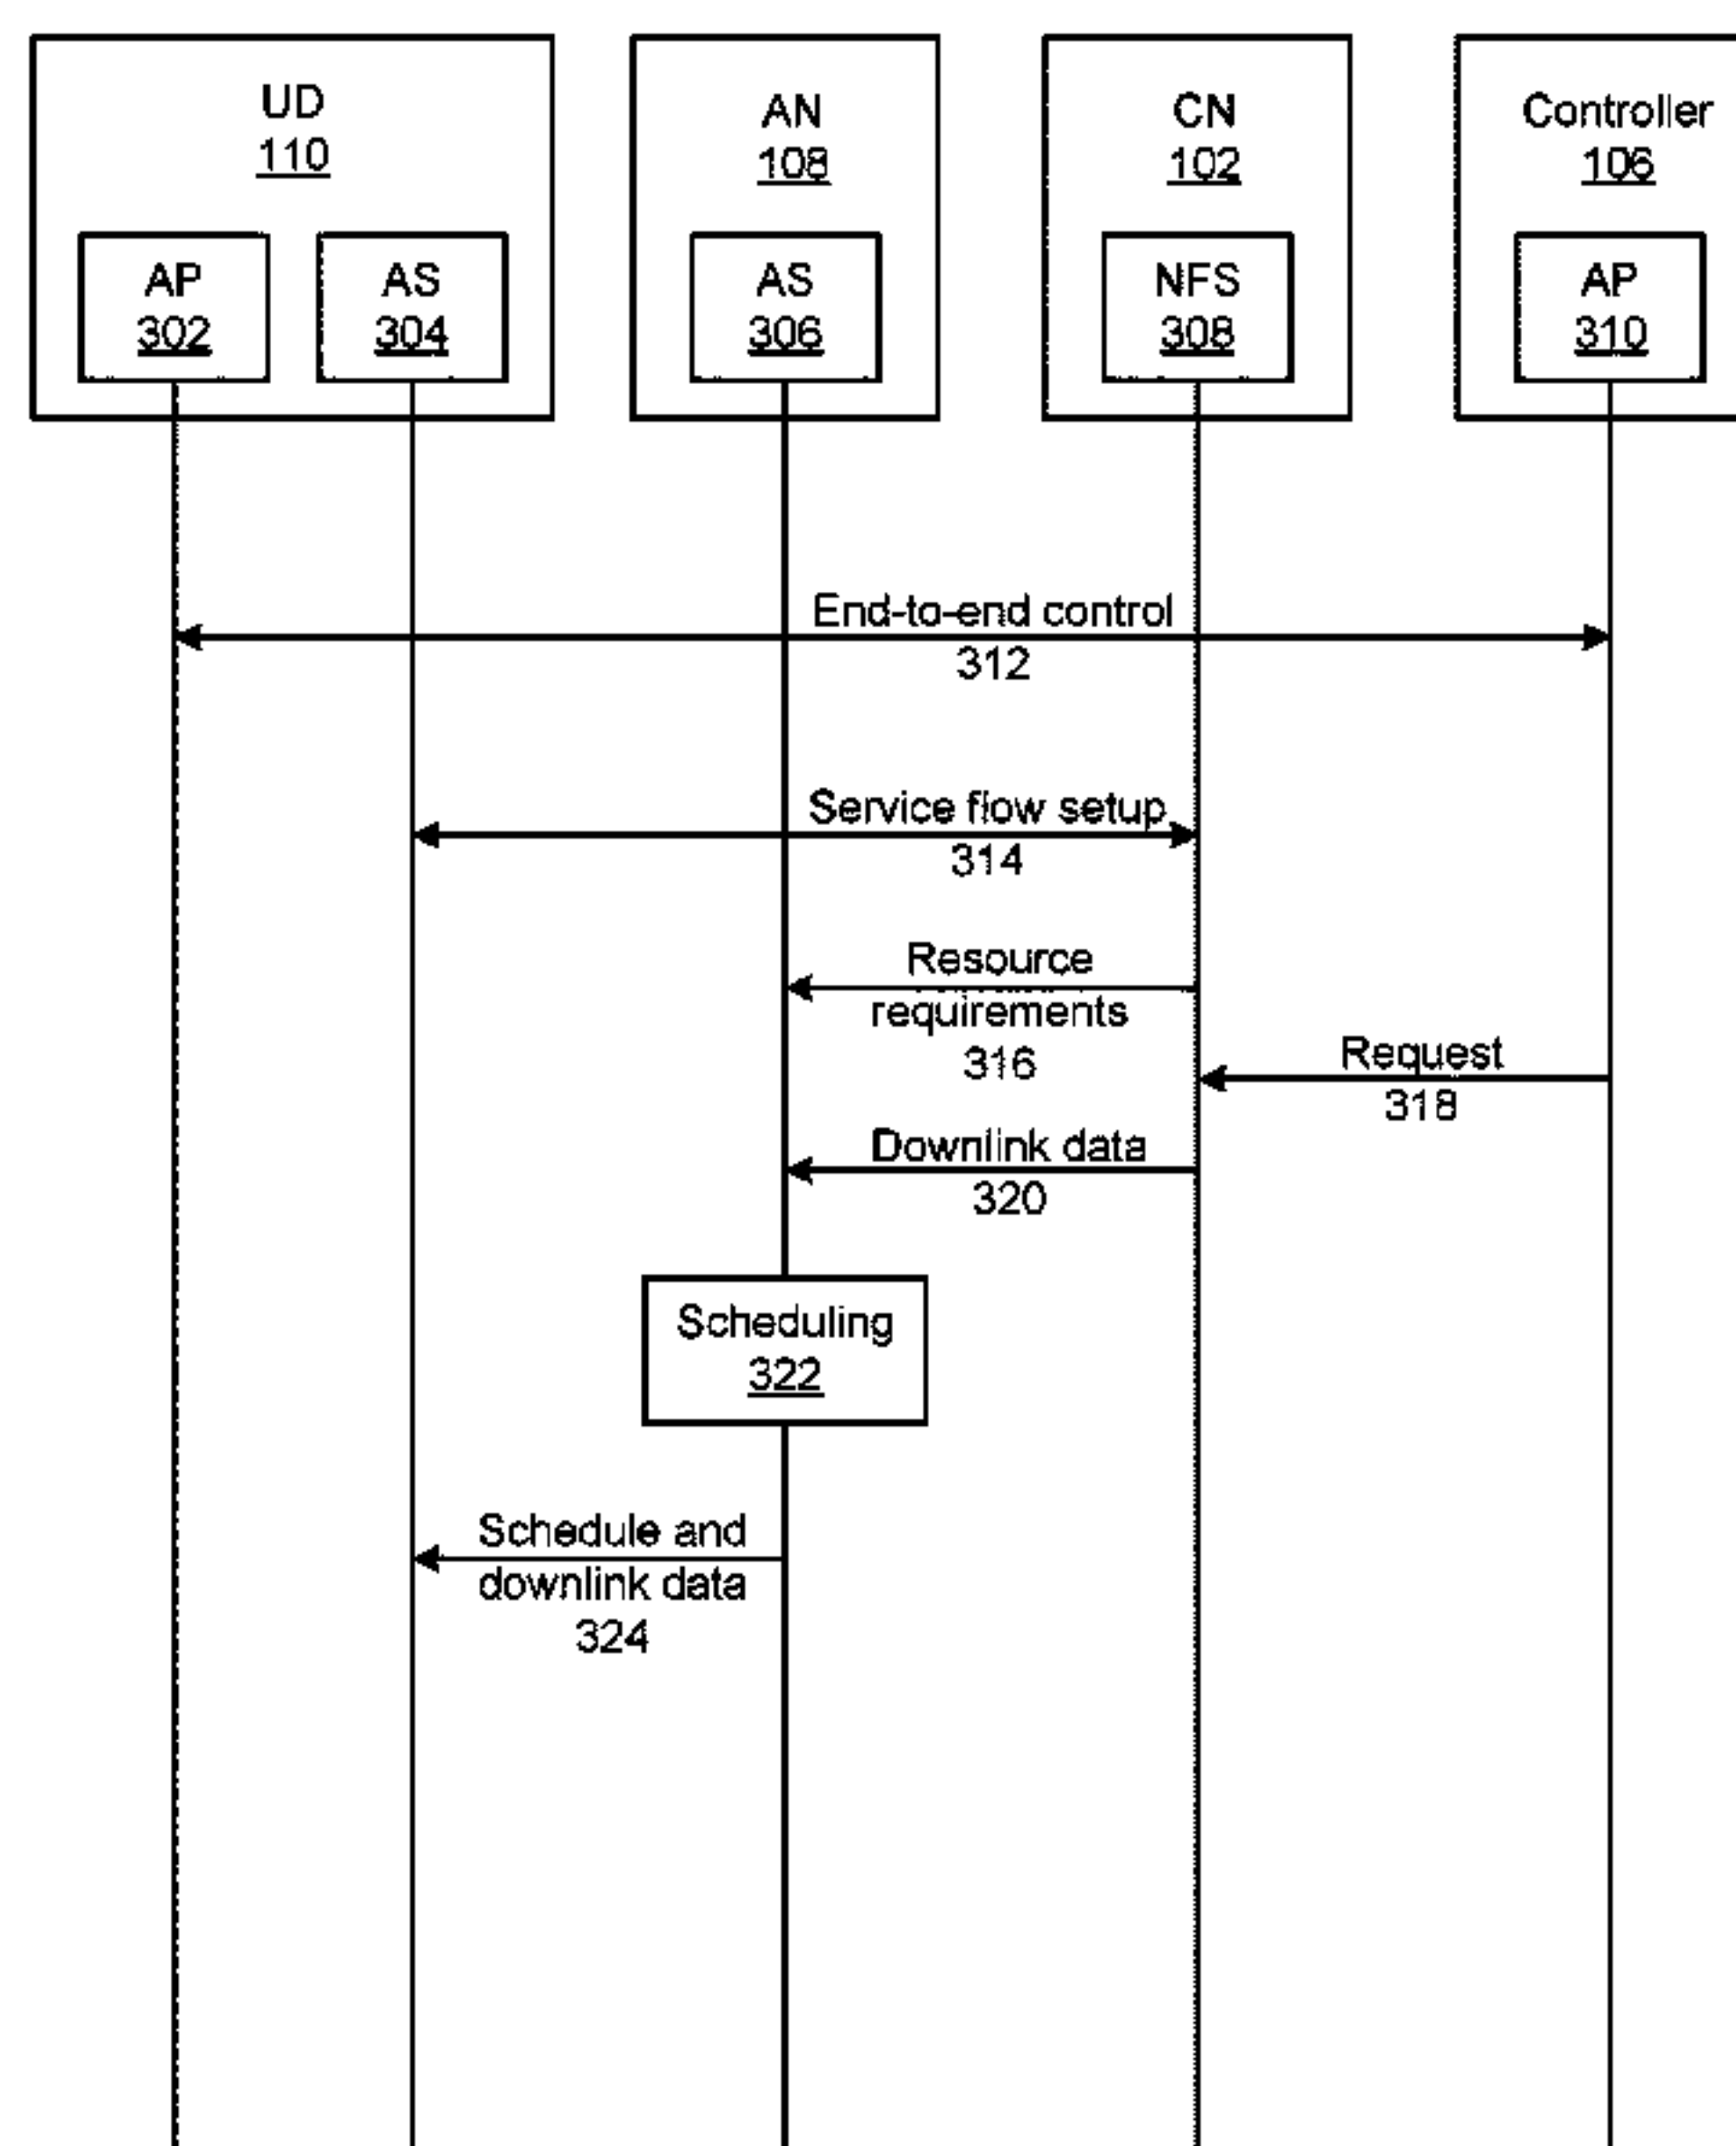 UD
110
AN
108
CN
102
Controller
106
AP
302
AS
304
AS
306
NFS
308
AP
310
End-to-end control
312
Service flow setup
314
Resource
requirements
316
Request
318
Downlink data
320
Scheduling
322
Schedule and
downlink data
324